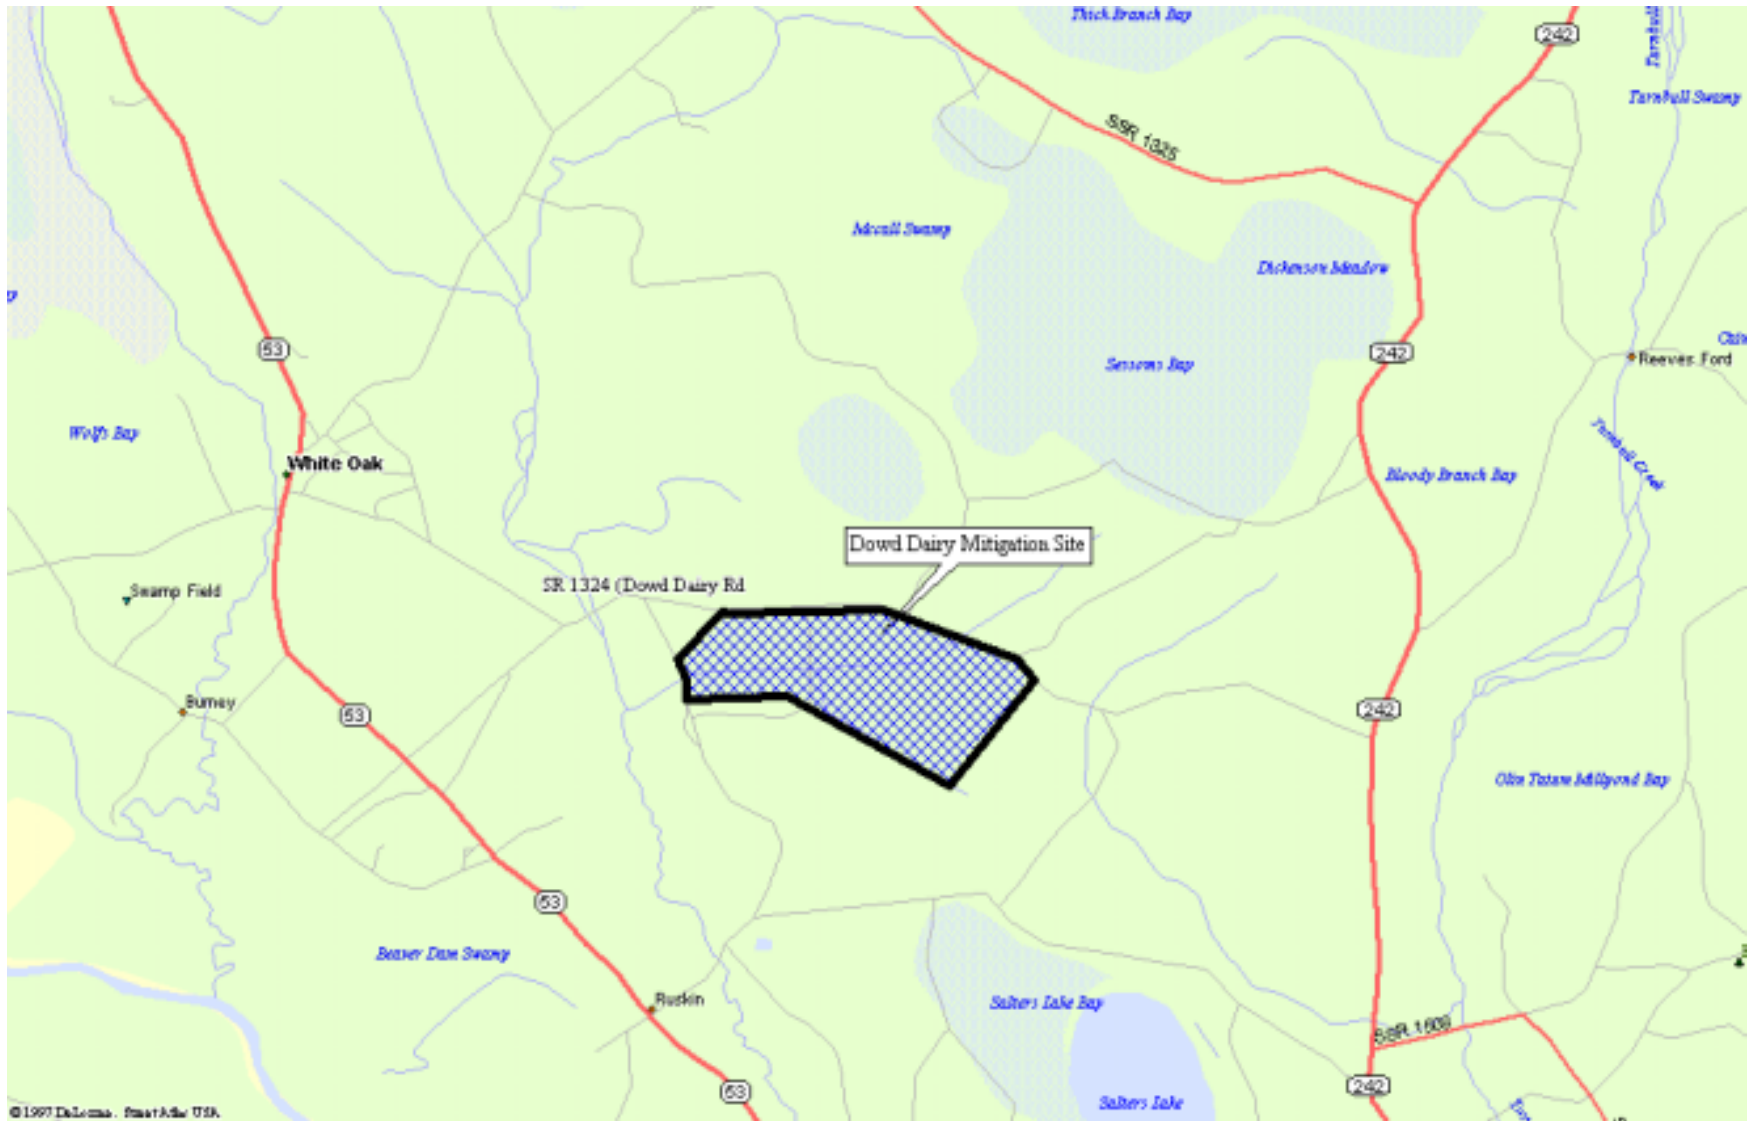 Thick Branch Bay
242
Turnbull Swamp
SSR 1325
Mccall Swamp
Dickenson Meadow
53
242
Sessoms Bay
Reeves Ford
Wolfs Bay
White Oak
Turnbull Creek
Bloody Branch Bay
Dowd Dairy Mitigation Site
SR 1324 (Dowd Dairy Rd
Swamp Field
Burney
53
242
Olin Tatum Millpond Bay
53
Beaver Dam Swamp
Ruskin
Salters Lake Bay
SSR 1509
242
53
Salters Lake
©1997 DeLorme. Street Atlas USA